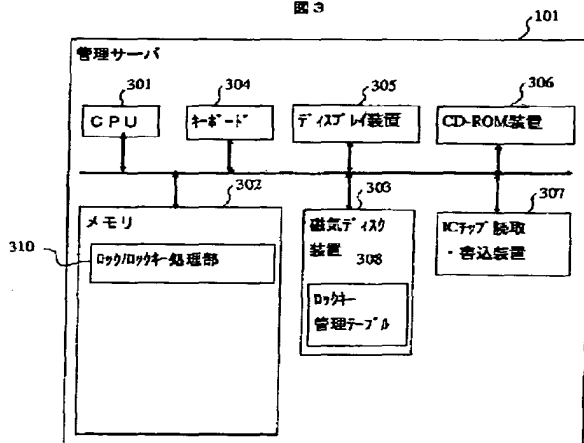 図3
101
管理サーバ
301
304
305
306
CPU
キーボード
ディスプレイ装置
CD-ROM装置
302
303
307
メモリ
磁気ディスク
装置
308
ICチップ読取
・書込装置
310
ロック/ロックキー処理部
ロックキー
管理テーブル